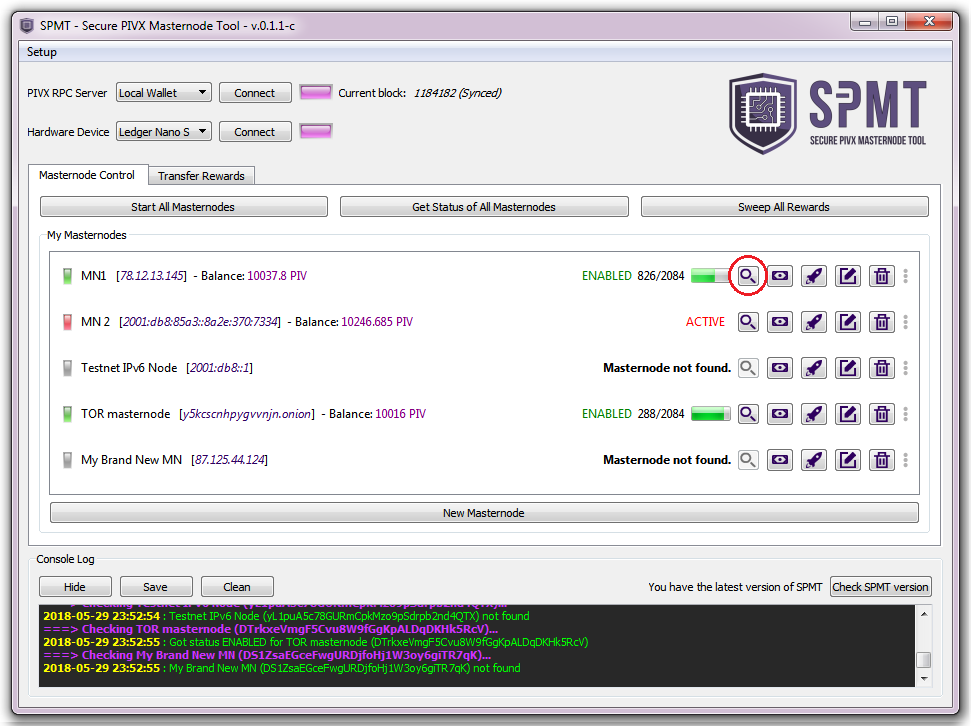 SPMT - Secure PIVX Masternode Tool - v.0.1.1-c
Setup
PIVX RPC Server Local Wallet Connect Current block: 1184182 (Synced)
Hardware Device Ledger Nano S Connect
SPMT
SECURE PIVX MASTERNODE TOOL
Masternode Control Transfer Rewards
Start All Masternodes Get Status of All Masternodes Sweep All Rewards
My Masternodes
MN1 [78.12.13.145] - Balance: 10037.8 PIV ENABLED 826/2084
MN 2 [2001:db8:85a3::8a2e:370:7334] - Balance: 10246.685 PIV ACTIVE
Testnet IPv6 Node [2001:db8::1] Masternode not found.
TOR masternode [y5kcscnhpygvvnjn.onion] - Balance: 10016 PIV ENABLED 288/2084
My Brand New MN [87.125.44.124] Masternode not found.
New Masternode
Console Log
Hide Save Clean You have the latest version of SPMT Check SPMT version
2018-05-29 23:52:54 : Testnet IPv6 Node (yL1puA5c78GURmCpkMzo9pSdrpb2nd4QTX) not found
===> Checking TOR masternode (DTrkxeVmgF5Cvu8W9fGgKpALDqDKHk5RcV)...
2018-05-29 23:52:55 : Got status ENABLED for TOR masternode (DTrkxeVmgF5Cvu8W9fGgKpALDqDKHk5RcV)
===> Checking My Brand New MN (DS1ZsaEGceFwgURDjfoHj1W3oy6giTR7qK)...
2018-05-29 23:52:55 : My Brand New MN (DS1ZsaEGceFwgURDjfoHj1W3oy6giTR7qK) not found